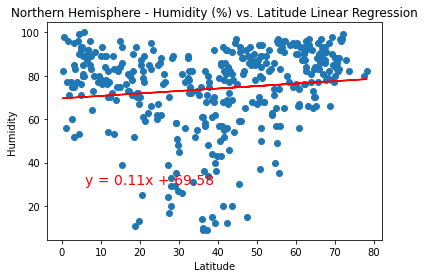 Northern Hemisphere - Humidity (%) vs. Latitude Linear Regression
100
80
60
40
20
Humidity
y = 0.11x + 69.58
0 10 20 30 40 50 60 70 80
Latitude